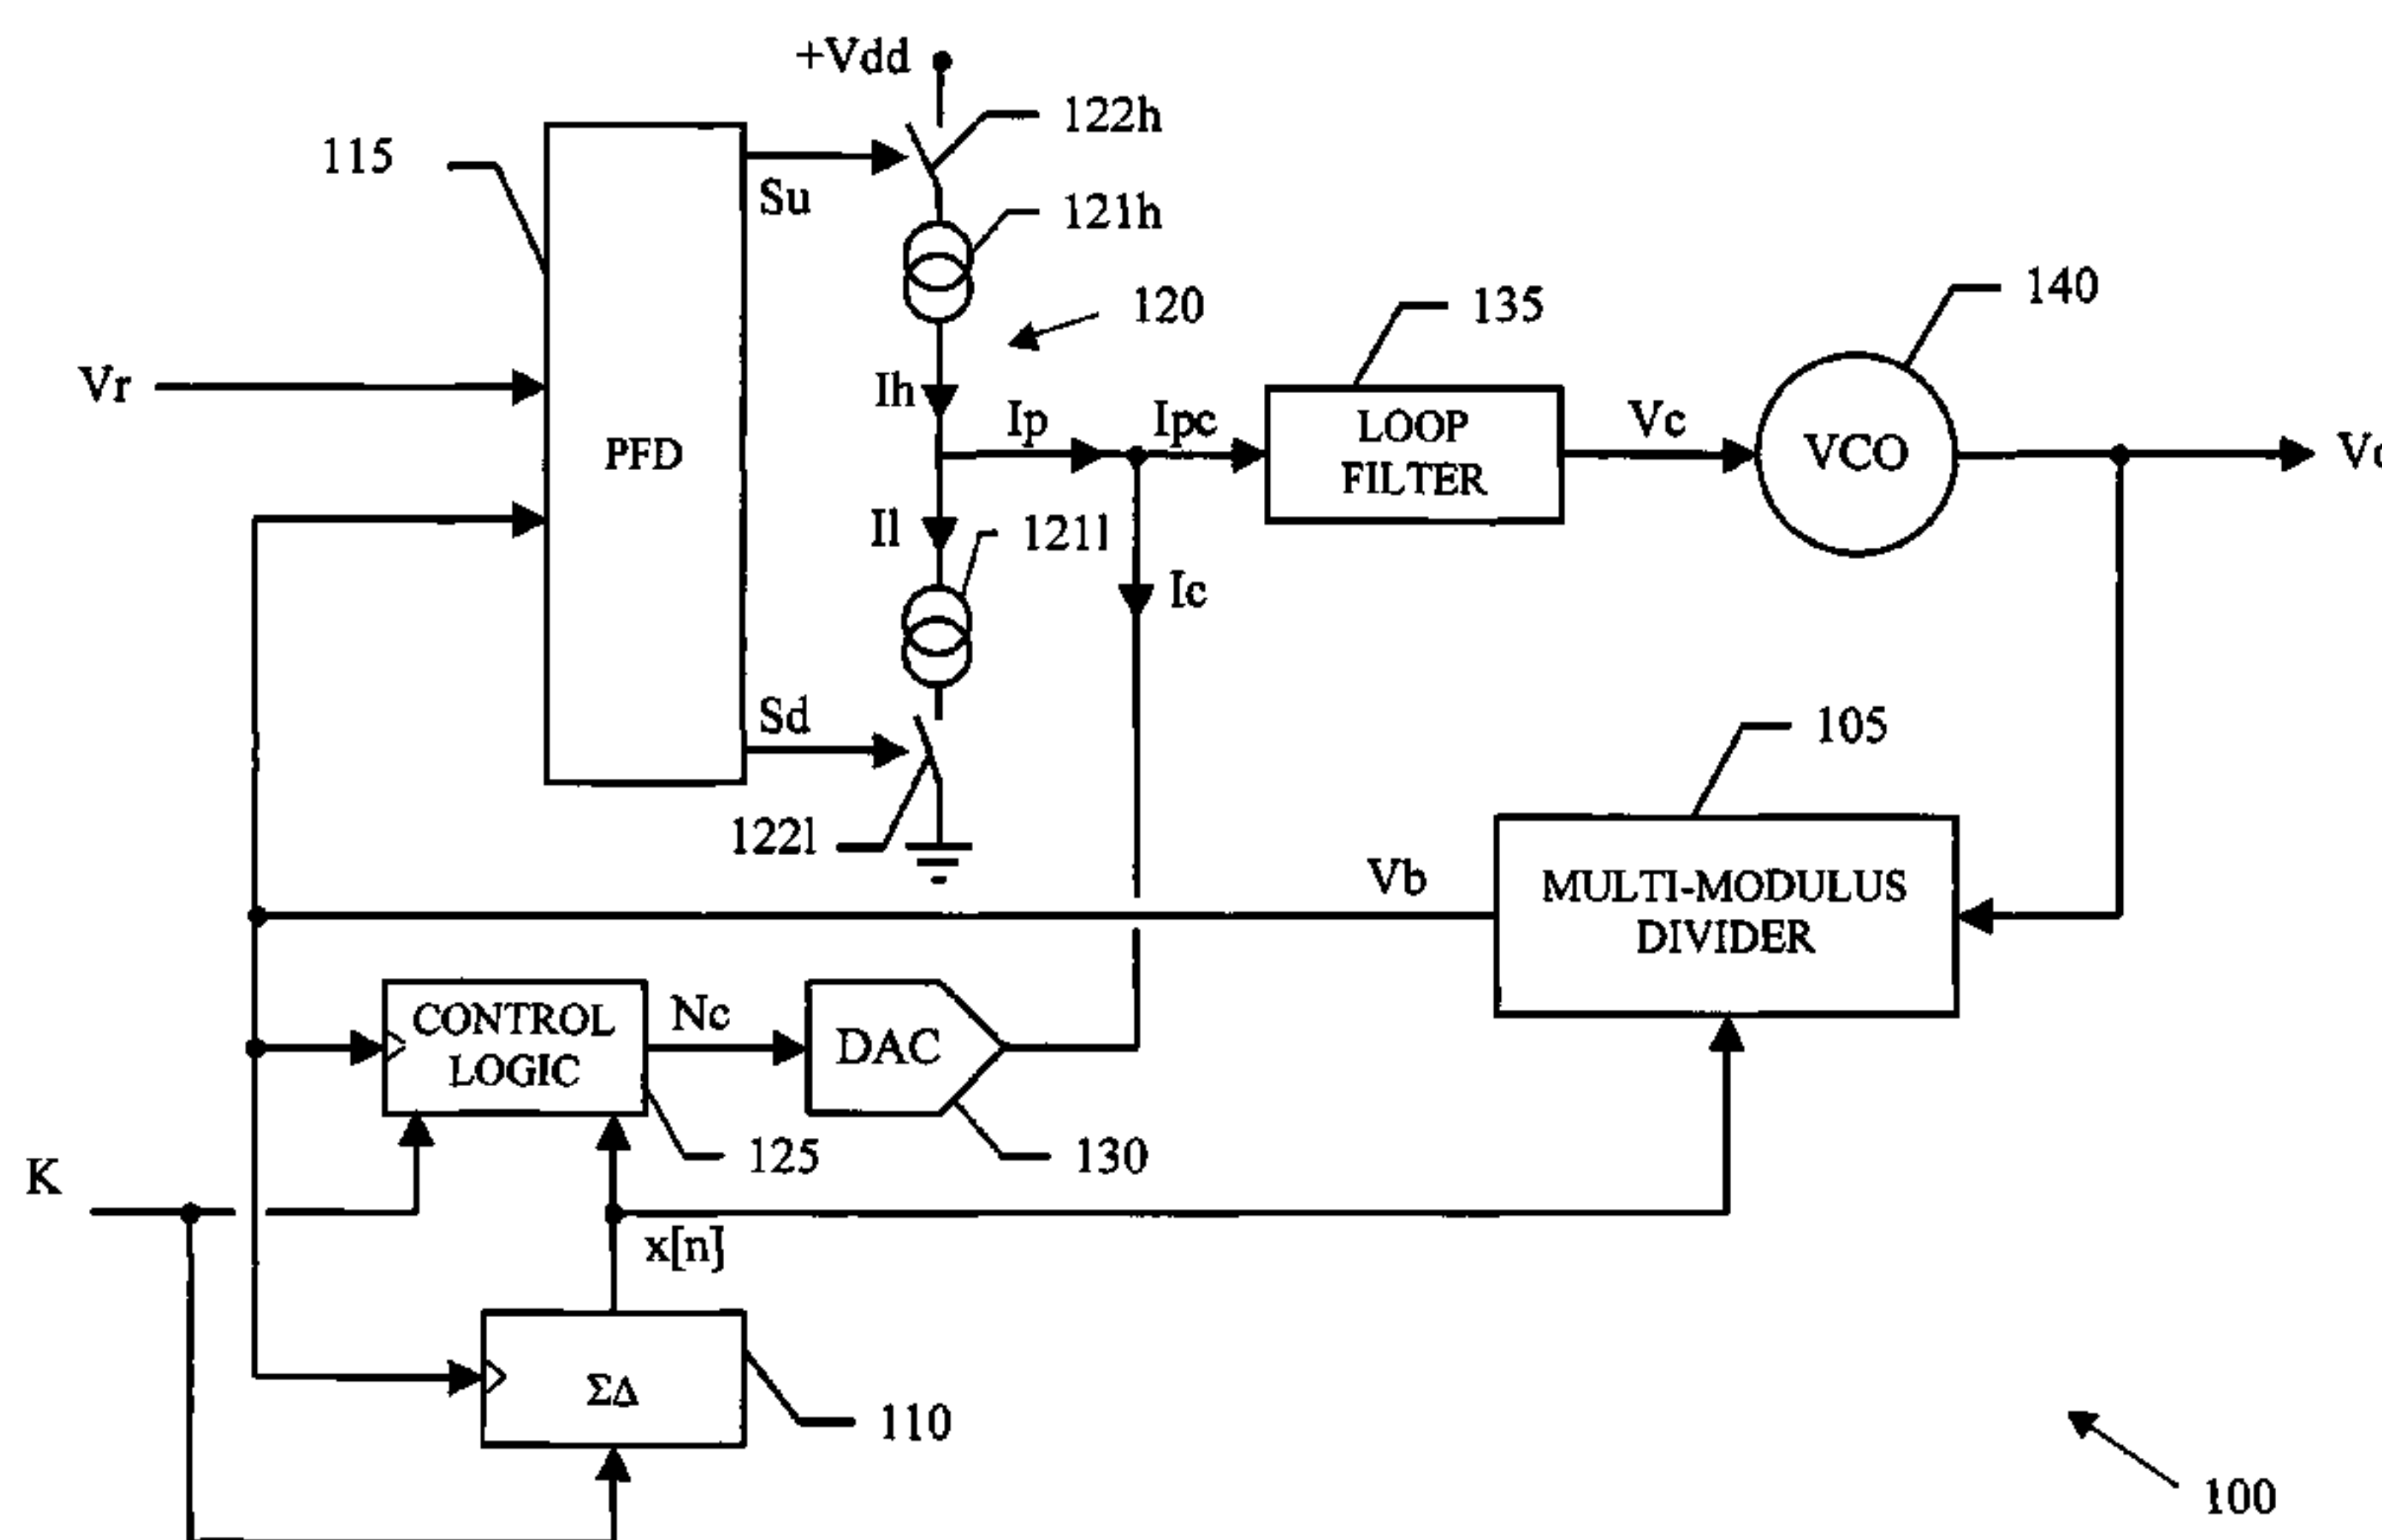 +Vdd
122h
115
Su
121h
120
135
140
Vr
Ih
Ip
Ipc
LOOP
FILTER
Vc
VCO
PFD
Il
121l
Ic
Sd
105
122l
Vb
MULTI-MODULUS
DIVIDER
CONTROL
LOGIC
Nc
DAC
K
125
130
x[n]
ΣΔ
110
100